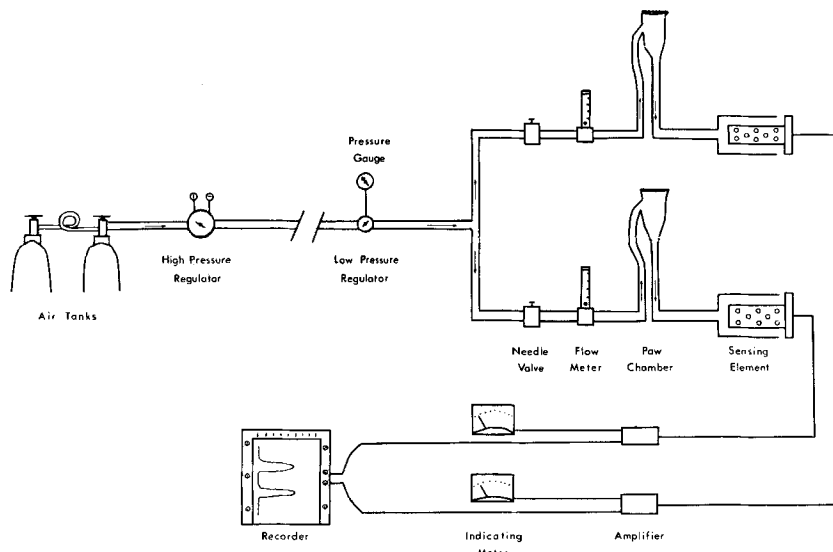 Pressure
Gauge
High Pressure
Regulator
Low Pressure
Regulator
Air Tanks
Needle
Valve
Flow
Meter
Paw
Chamber
Sensing
Element
Recorder
Indicating
Meter
Amplifier